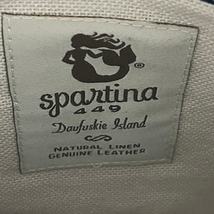 spartina
449
Daufuskie Island
NATURAL LINEN
GENUINE LEATHER